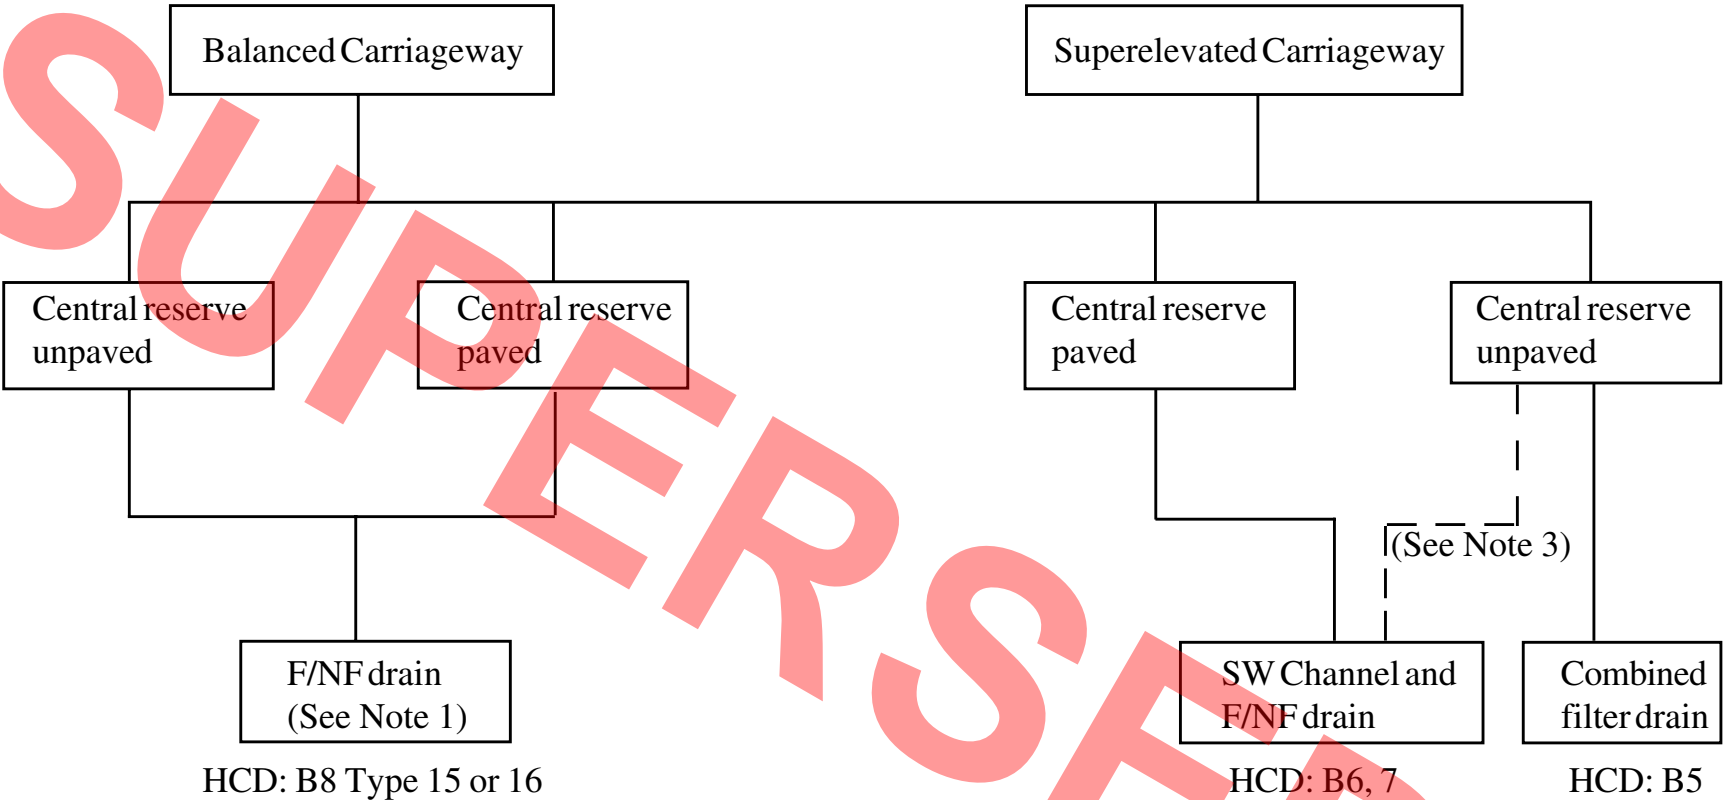 Balanced Carriageway
Superelevated Carriageway
Central reserve
unpaved
Central reserve
paved
Central reserve
paved
Central reserve
unpaved
(See Note 3)
F/NF drain
(See Note 1)
SW Channel and
F/NF drain
Combined
filter drain
HCD: B8 Type 15 or 16
HCD: B6, 7
HCD: B5